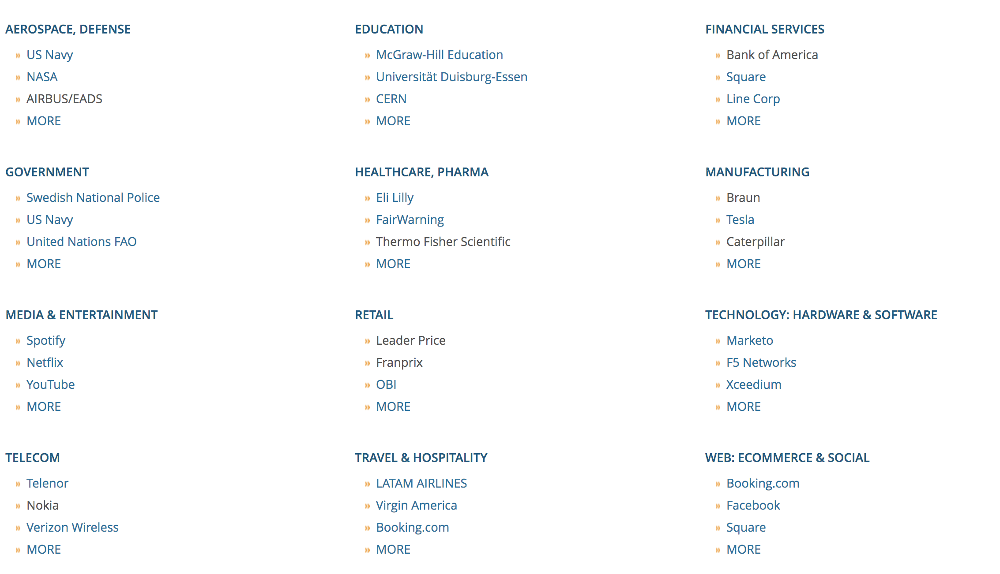 AEROSPACE, DEFENSE
US Navy
NASA
AIRBUS/EADS
MORE
EDUCATION
McGraw-Hill Education
Universität Duisburg-Essen
CERN
MORE
FINANCIAL SERVICES
Bank of America
Square
Line Corp
MORE
GOVERNMENT
Swedish National Police
US Navy
United Nations FAO
MORE
HEALTHCARE, PHARMA
Eli Lilly
FairWarning
Thermo Fisher Scientific
MORE
MANUFACTURING
Braun
Tesla
Caterpillar
MORE
MEDIA & ENTERTAINMENT
Spotify
Netflix
YouTube
MORE
RETAIL
Leader Price
Franprix
OBI
MORE
TECHNOLOGY: HARDWARE & SOFTWARE
Marketo
F5 Networks
Xceedium
MORE
TELECOM
Telenor
Nokia
Verizon Wireless
MORE
TRAVEL & HOSPITALITY
LATAM AIRLINES
Virgin America
Booking.com
MORE
WEB: ECOMMERCE & SOCIAL
Booking.com
Facebook
Square
MORE